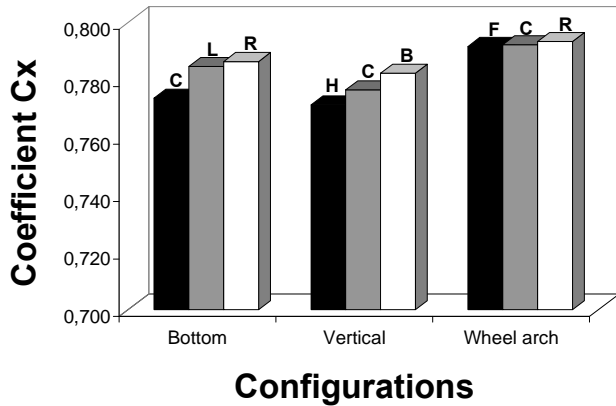 Coefficient Cx
0,800
0,780
0,760
0,740
0,720
0,700
C L R
H C B
F C R
Bottom Vertical Wheel arch
Configurations